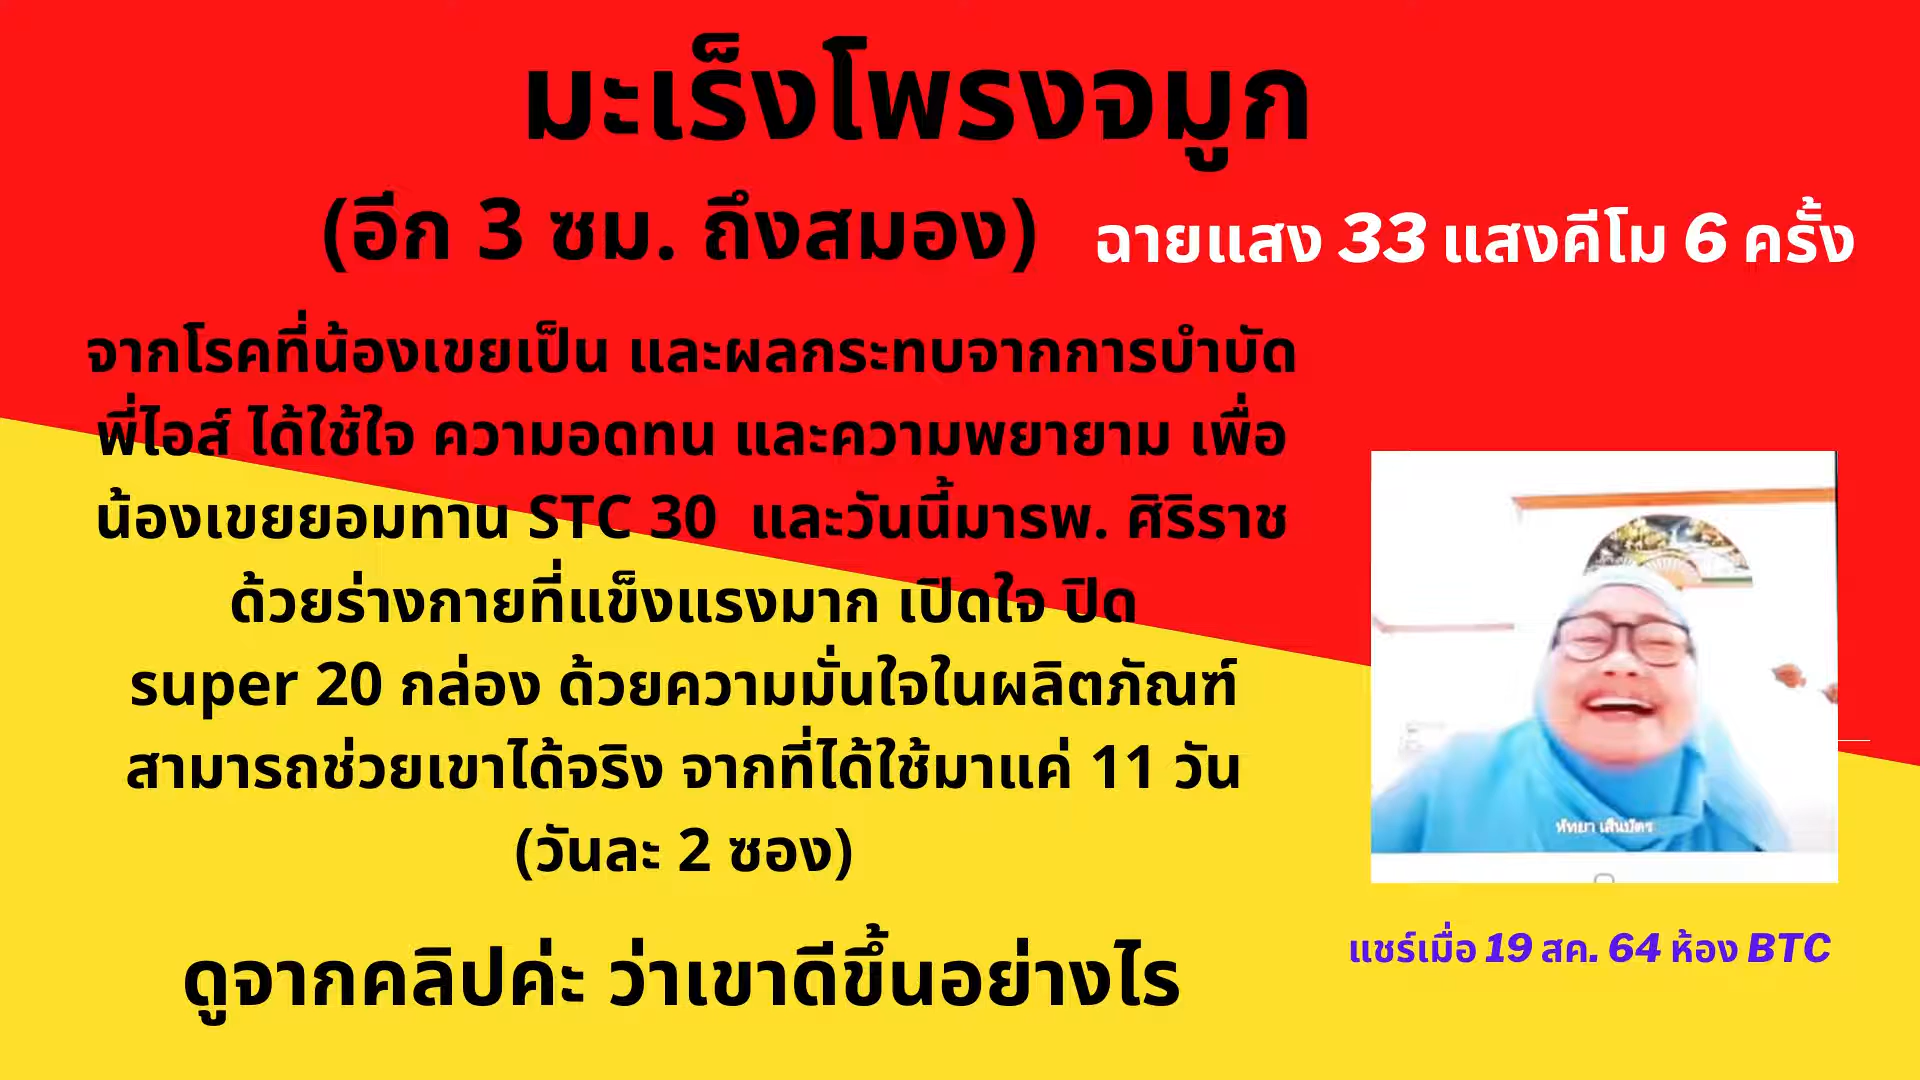 มะเร็งโพรงจมูก
(อีก 3 ซม. ถึงสมอง) ฉายแสง 33 แสงคีโม 6 ครั้ง
จากโรคที่น้องเขยเป็น และผลกระทบจากการบำบัด
พี่ไอส์ ได้ใช้ใจ ความอดทน และความพยายาม เพื่อ
น้องเขยยอมทาน STC 30 และวันนี้มารพ. ศิริราช
ด้วยร่างกายที่แข็งแรงมาก เปิดใจ ปิด
super 20 กล่อง ด้วยความมั่นใจในผลิตภัณฑ์
สามารถช่วยเขาได้จริง จากที่ได้ใช้มาแค่ 11 วัน
(วันละ 2 ซอง)
ดูจากคลิปค่ะ ว่าเขาดีขึ้นอย่างไร
หัทยา เส็นบัตร
แชร์เมื่อ 19 สค. 64 ห้อง BTC